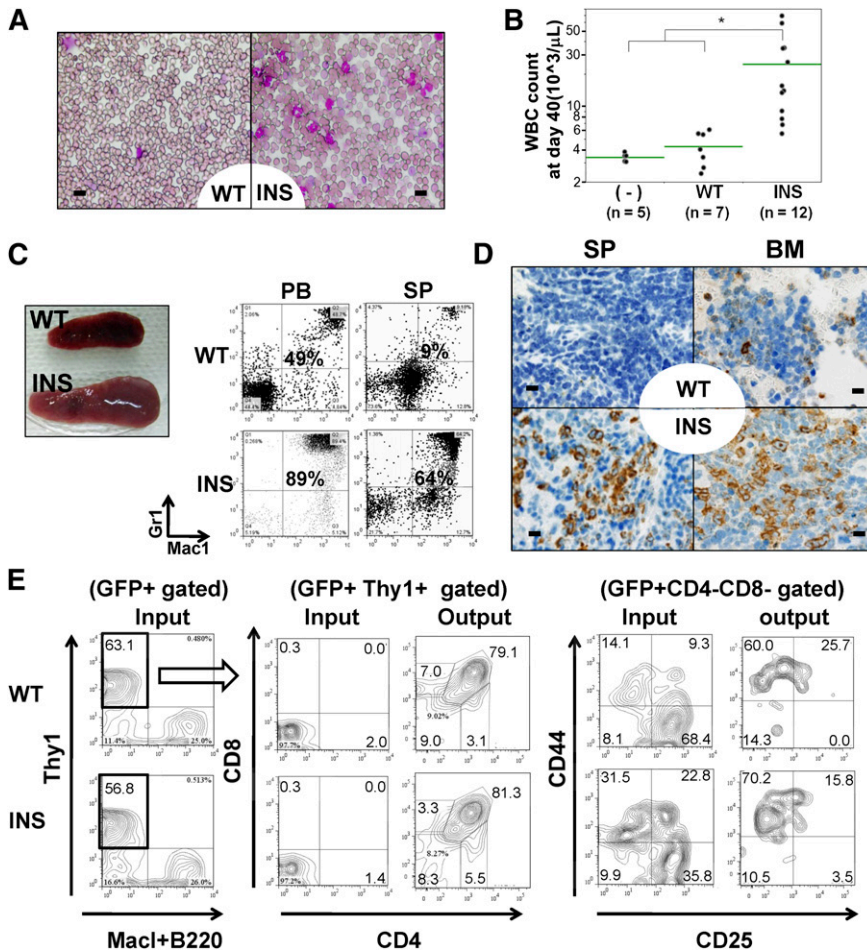 A
WT
INS
B
WBC count
at day 40(10^3/μL)
50
30
10
8
6
4
2
*
(-)
WT
INS
(n = 5)
(n = 7)
(n = 12)
C
WT
INS
PB
SP
WT
49%
9%
INS
89%
64%
Gr1
Mac1
D
SP
BM
WT
INS
E
(GFP+ gated)
Input
(GFP+ Thy1+ gated)
Input
Output
(GFP+CD4-CD8- gated)
Input
output
WT
Thy1
63.1
0.480%
11.4%
25.0%
CD8
0.3
0.0
97.7%
2.0
7.0
79.1
9.02%
9.0
3.1
CD44
14.1
9.3
8.1
68.4
60.0
25.7
14.3
0.0
INS
56.8
0.513%
16.6%
26.0%
0.3
0.0
97.2%
1.4
3.3
81.3
8.27%
8.3
5.5
31.5
22.8
9.9
35.8
70.2
15.8
10.5
3.5
MacI+B220
CD4
CD25